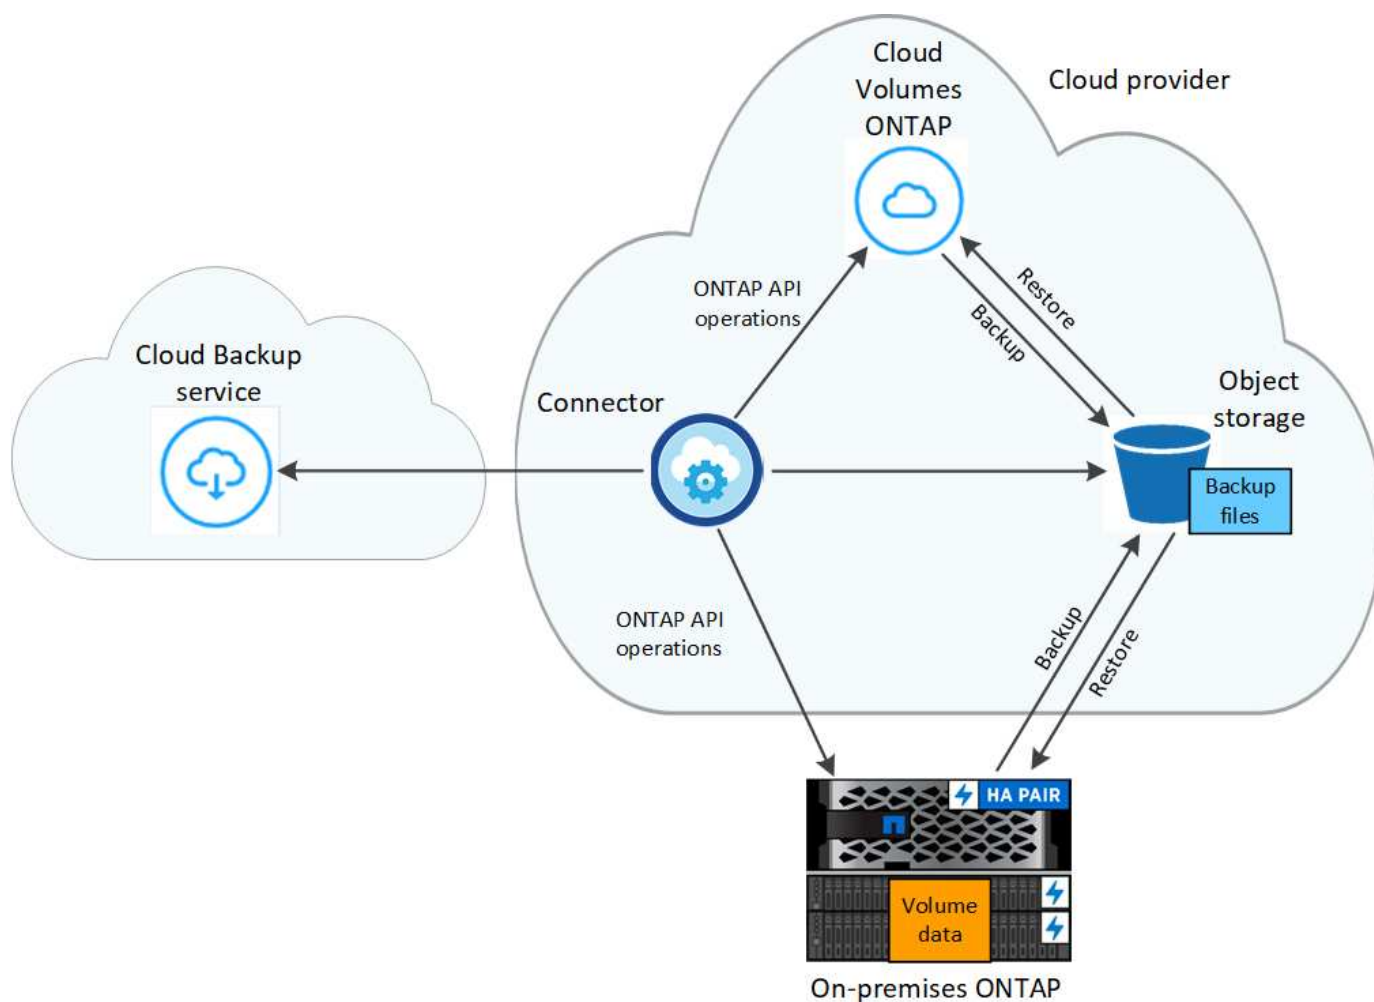 Cloud
Volumes
ONTAP
Cloud provider
ONTAP API
operations
Restore
Backup
Cloud Backup
service
Connector
Object
storage
Backup
files
ONTAP API
operations
Backup
Restore
HA PAIR
Volume
data
On-premises ONTAP